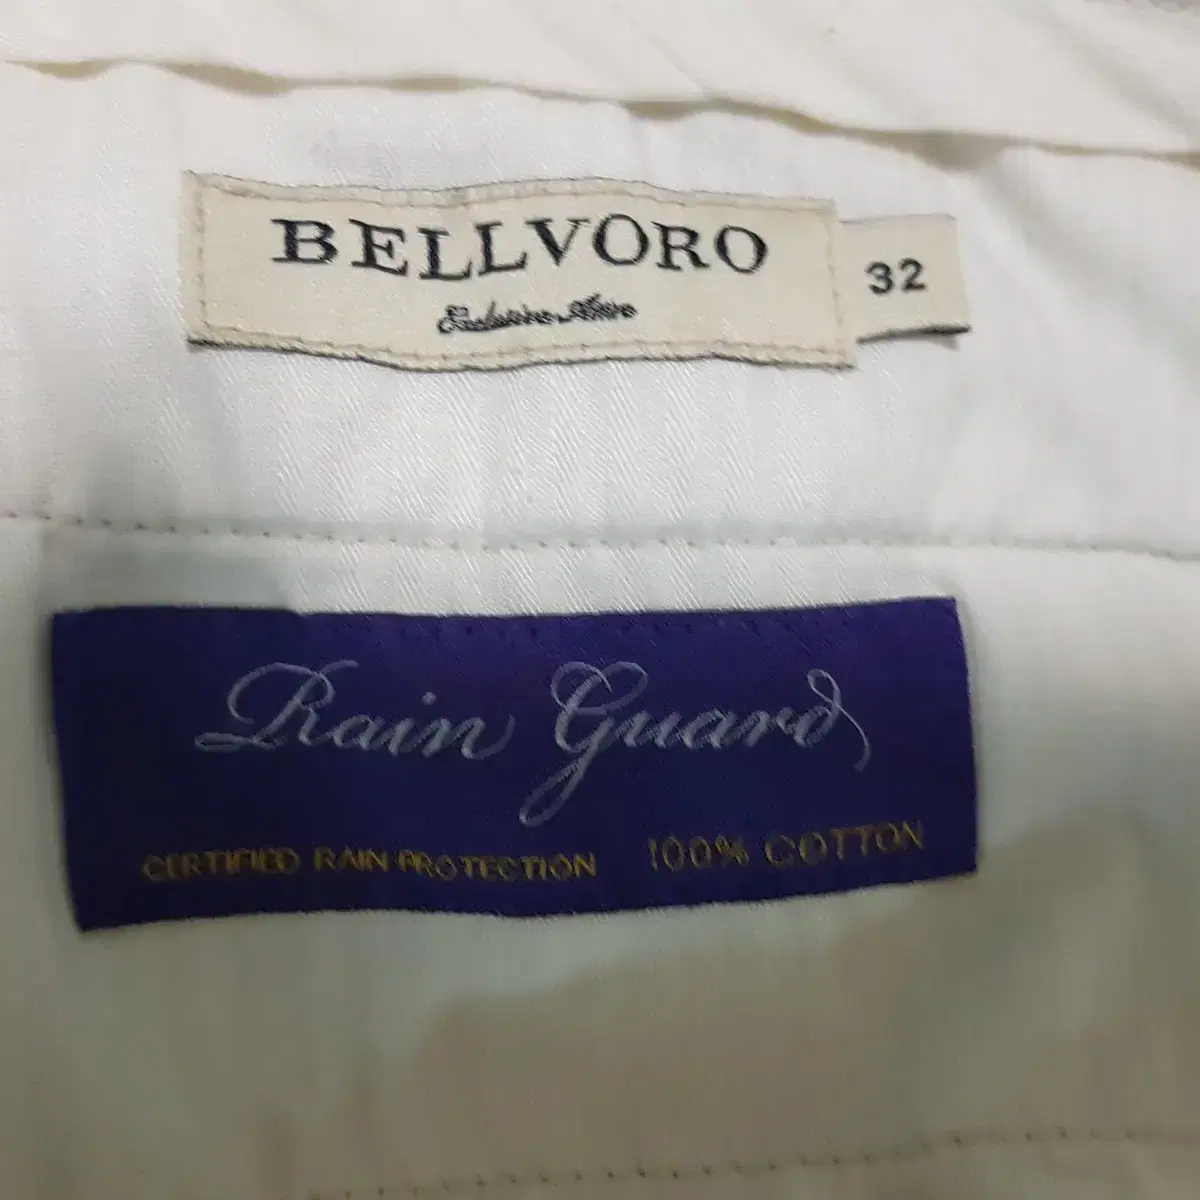 BELLVORO
32
Rain Guard
CERTIFIED RAIN PROTECTION 100% COTTON